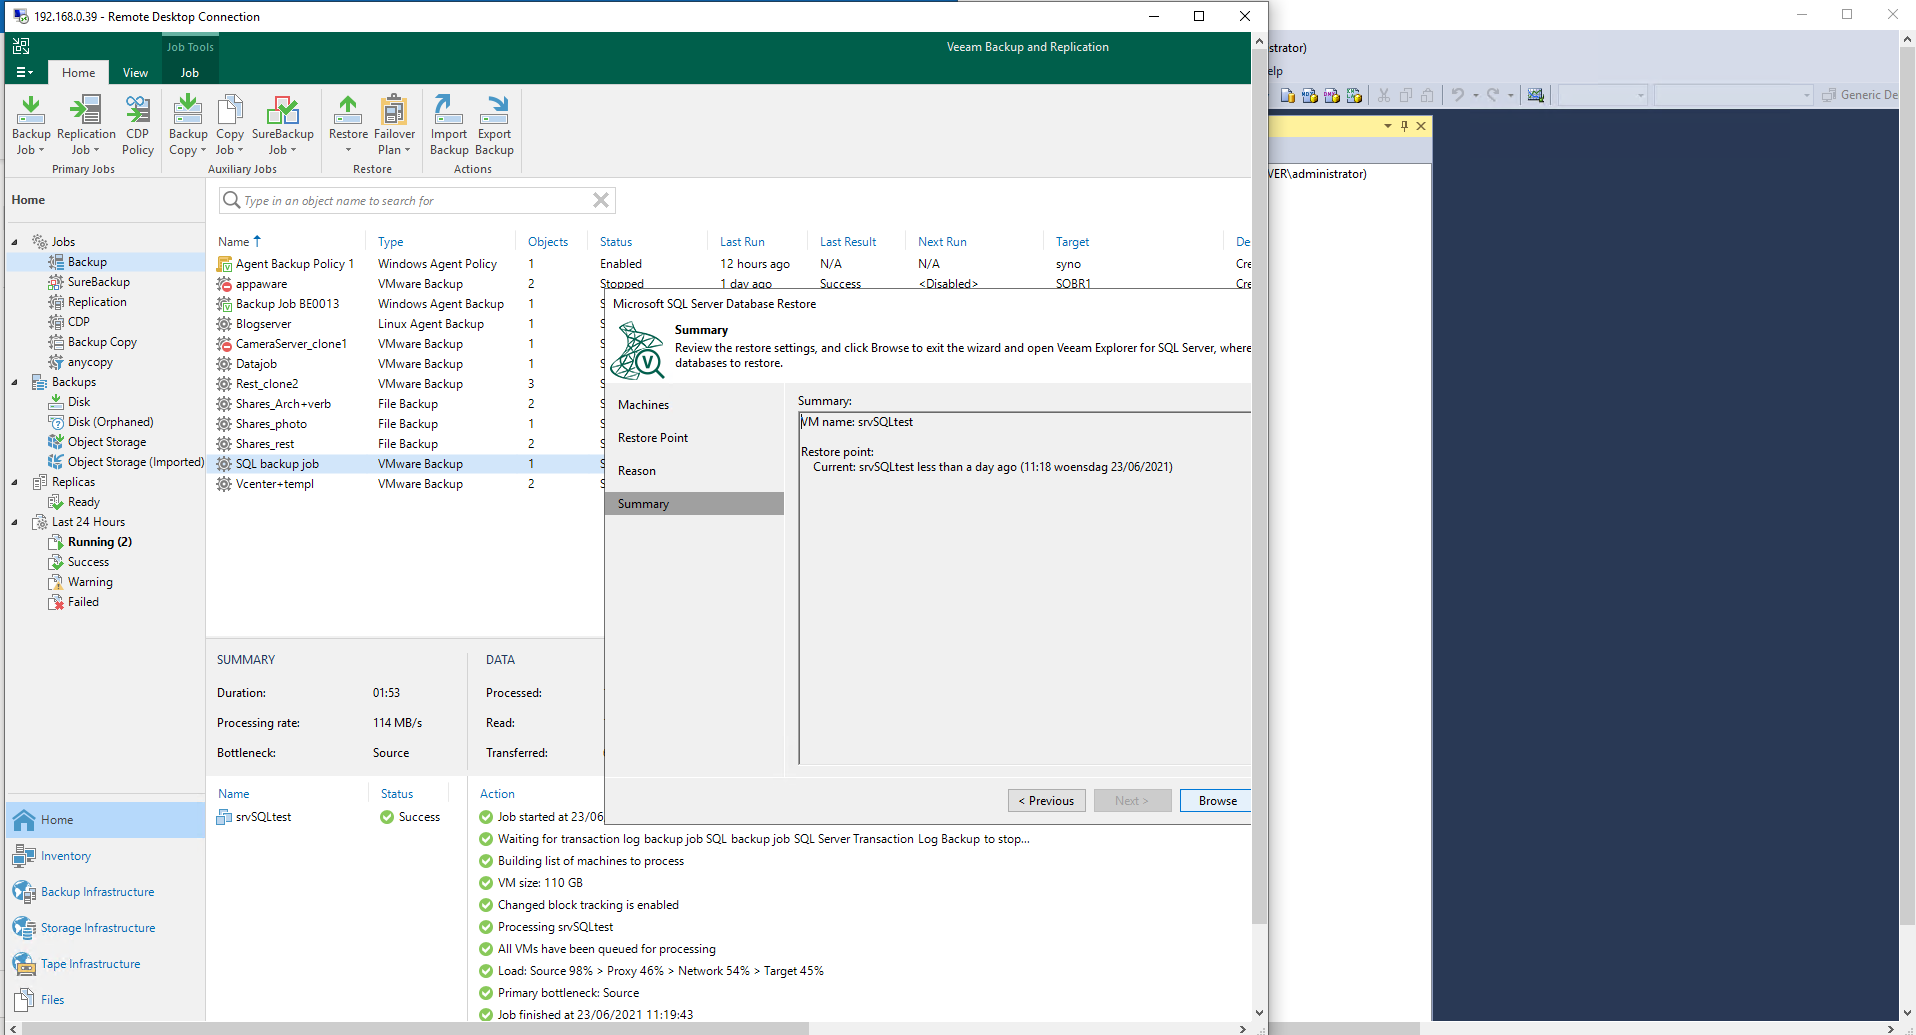 192.168.0.39 - Remote Desktop Connection
Job Tools
Veeam Backup and Replication
Home
View
Job
Backup Job
Replication Job
CDP Policy
Backup Copy
Copy Job
SureBackup Job
Restore
Failover Plan
Import Backup
Export Backup
Primary Jobs
Auxiliary Jobs
Restore
Actions
Home
Jobs
Backup
SureBackup
Replication
CDP
Backup Copy
anycopy
Backups
Disk
Disk (Orphaned)
Object Storage
Object Storage (Imported)
Replicas
Ready
Last 24 Hours
Running (2)
Success
Warning
Failed
Home
Inventory
Backup Infrastructure
Storage Infrastructure
Tape Infrastructure
Files
Type in an object name to search for
Name Type Objects Status Last Run Last Result Next Run Target De
Agent Backup Policy 1 Windows Agent Policy 1 Enabled 12 hours ago N/A N/A syno Cre
appaware VMware Backup 2 Stopped 1 day ago Success <Disabled> SOBR1 Cre
Backup Job BE0013 Windows Agent Backup 1 S
Blogserver Linux Agent Backup 1 S
CameraServer_clone1 VMware Backup 1 S
Datajob VMware Backup 1 S
Rest_clone2 VMware Backup 3 S
Shares_Arch+verb File Backup 2 S
Shares_photo File Backup 1 S
Shares_rest File Backup 2 S
SQL backup job VMware Backup 1 S
Vcenter+templ VMware Backup 2 S
Microsoft SQL Server Database Restore
Summary
Review the restore settings, and click Browse to exit the wizard and open Veeam Explorer for SQL Server, where
databases to restore.
Machines
Restore Point
Reason
Summary
Summary:
VM name: srvSQLtest
Restore point:
Current: srvSQLtest less than a day ago (11:18 woensdag 23/06/2021)
< Previous
Next >
Browse
SUMMARY
Duration: 01:53
Processing rate: 114 MB/s
Bottleneck: Source
DATA
Processed:
Read:
Transferred:
Name Status
srvSQLtest Success
Action
Job started at 23/06
Waiting for transaction log backup job SQL backup job SQL Server Transaction Log Backup to stop...
Building list of machines to process
VM size: 110 GB
Changed block tracking is enabled
Processing srvSQLtest
All VMs have been queued for processing
Load: Source 98% > Proxy 46% > Network 54% > Target 45%
Primary bottleneck: Source
Job finished at 23/06/2021 11:19:43
strator)
elp
Generic De
VER\administrator)